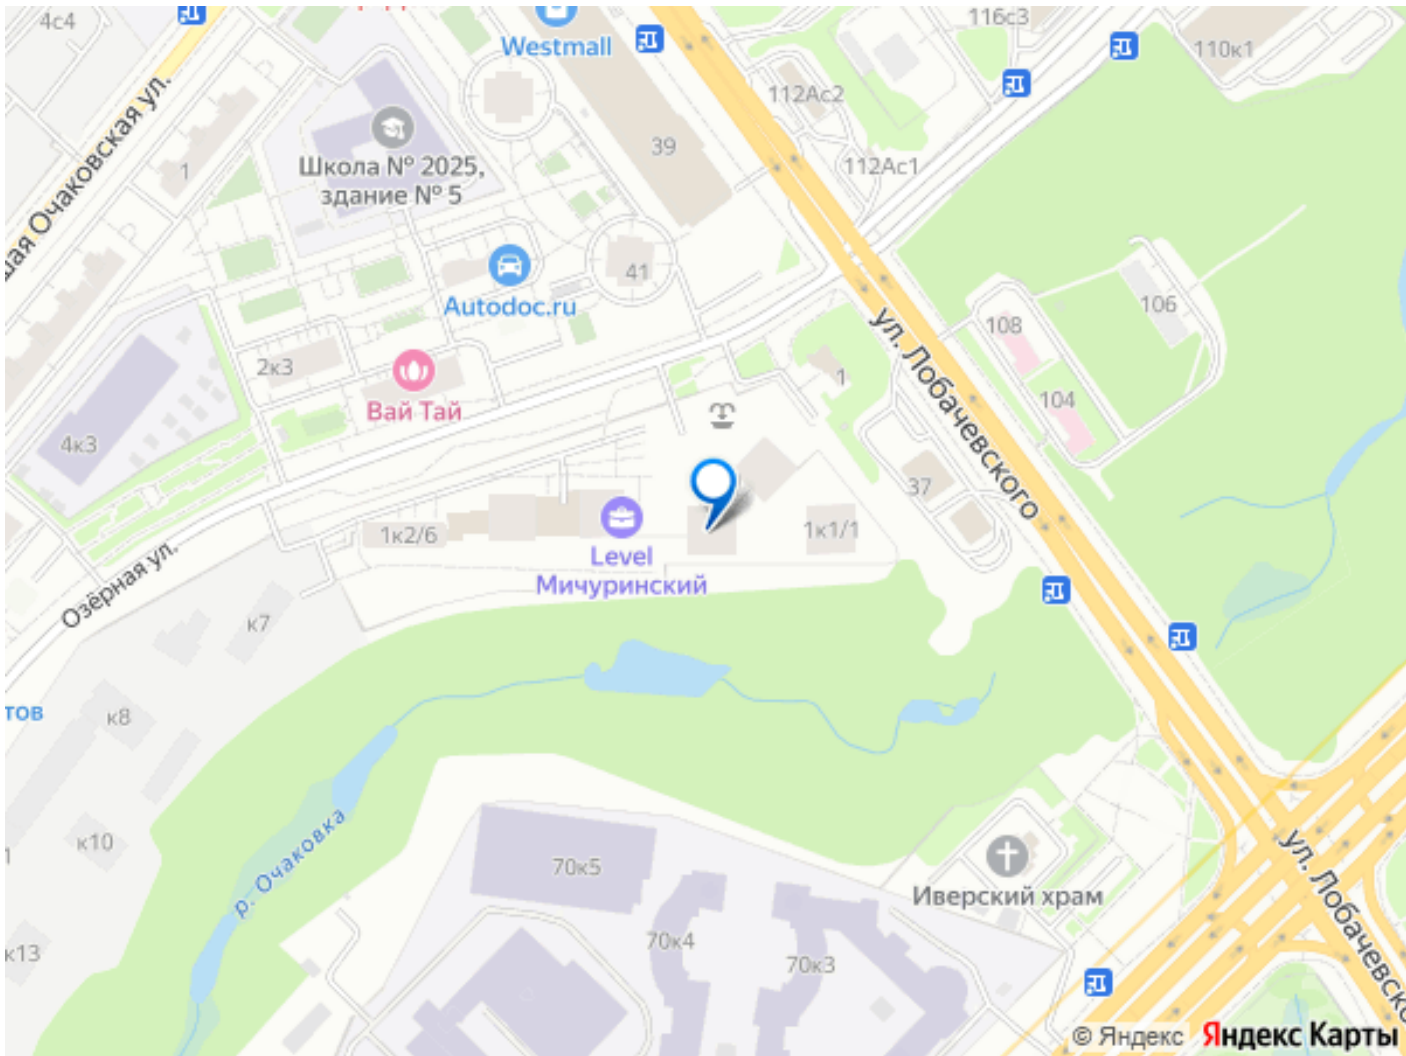 4с4
Westmall
116с3
110к1
112Ас2
39
112Ас1
Школа № 2025,
здание № 5
1
шая Очаковская ул.
41
Autodoc.ru
106
108
ул. Лобачевского
2к3
1
104
Вай Тай
4к3
37
1к2/6
1к1/1
Level
Мичуринский
Озёрная ул.
к7
тов
к8
к10
р. Очаковка
1
ул. Лобачевско
70к5
Иверский храм
к13
70к4
70к3
© Яндекс Яндекс Карты